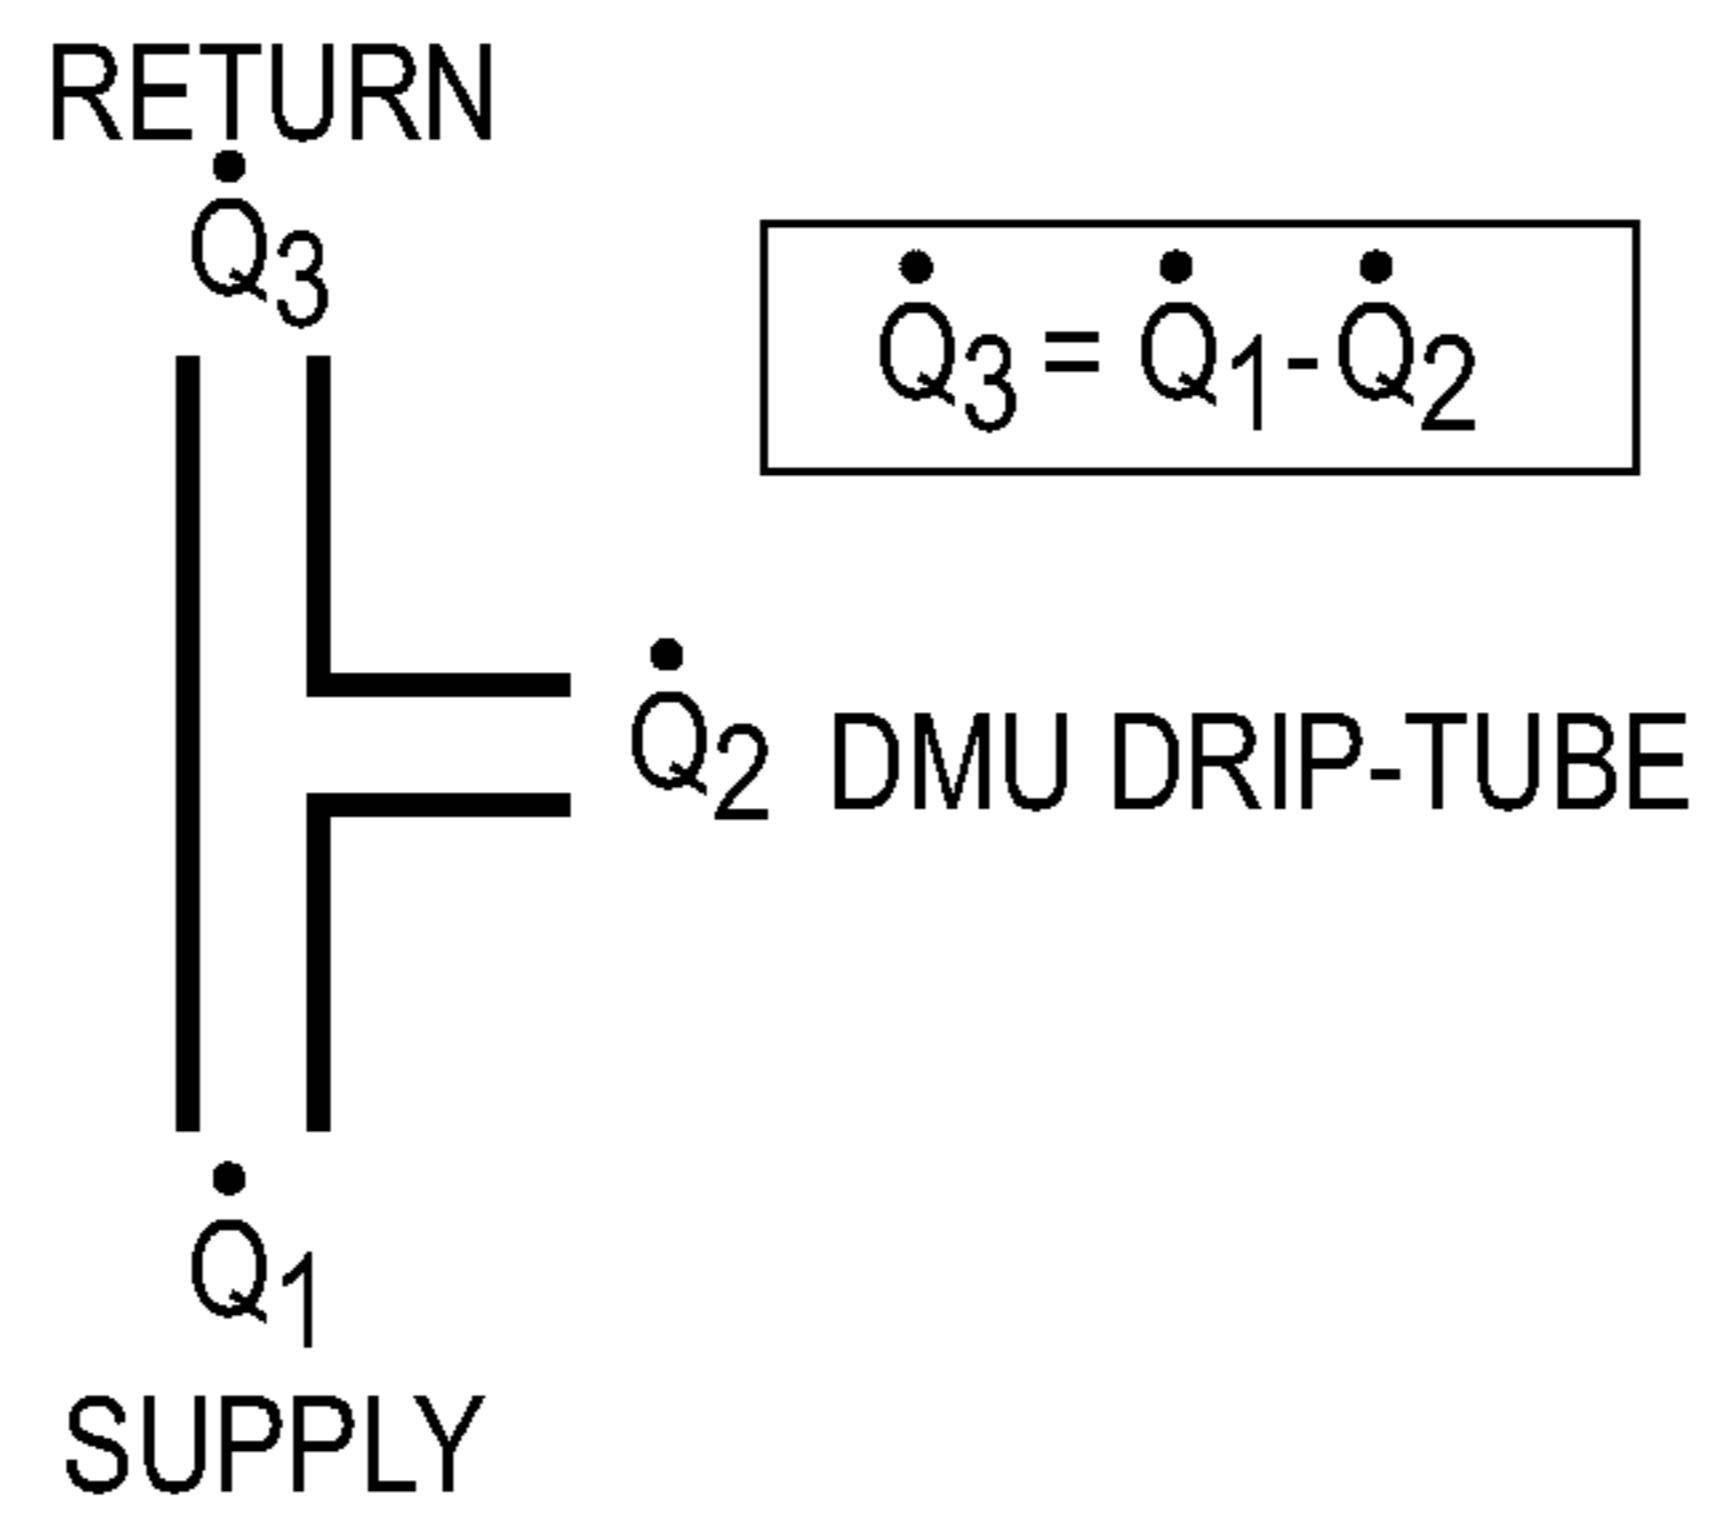 RETURN
Q̇3
Q̇3 = Q̇1 - Q̇2
Q̇2 DMU DRIP-TUBE
Q̇1
SUPPLY